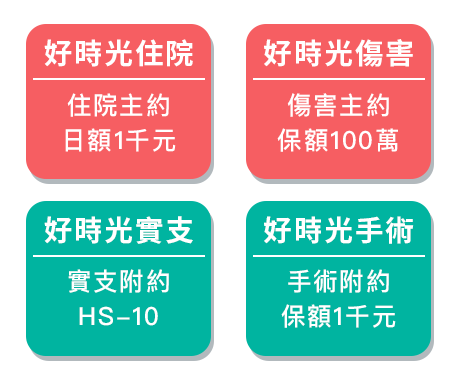 好時光住院
住院主約
日額1千元
好時光傷害
傷害主約
保額100萬
好時光實支
實支附約
HS-10
好時光手術
手術附約
保額1千元